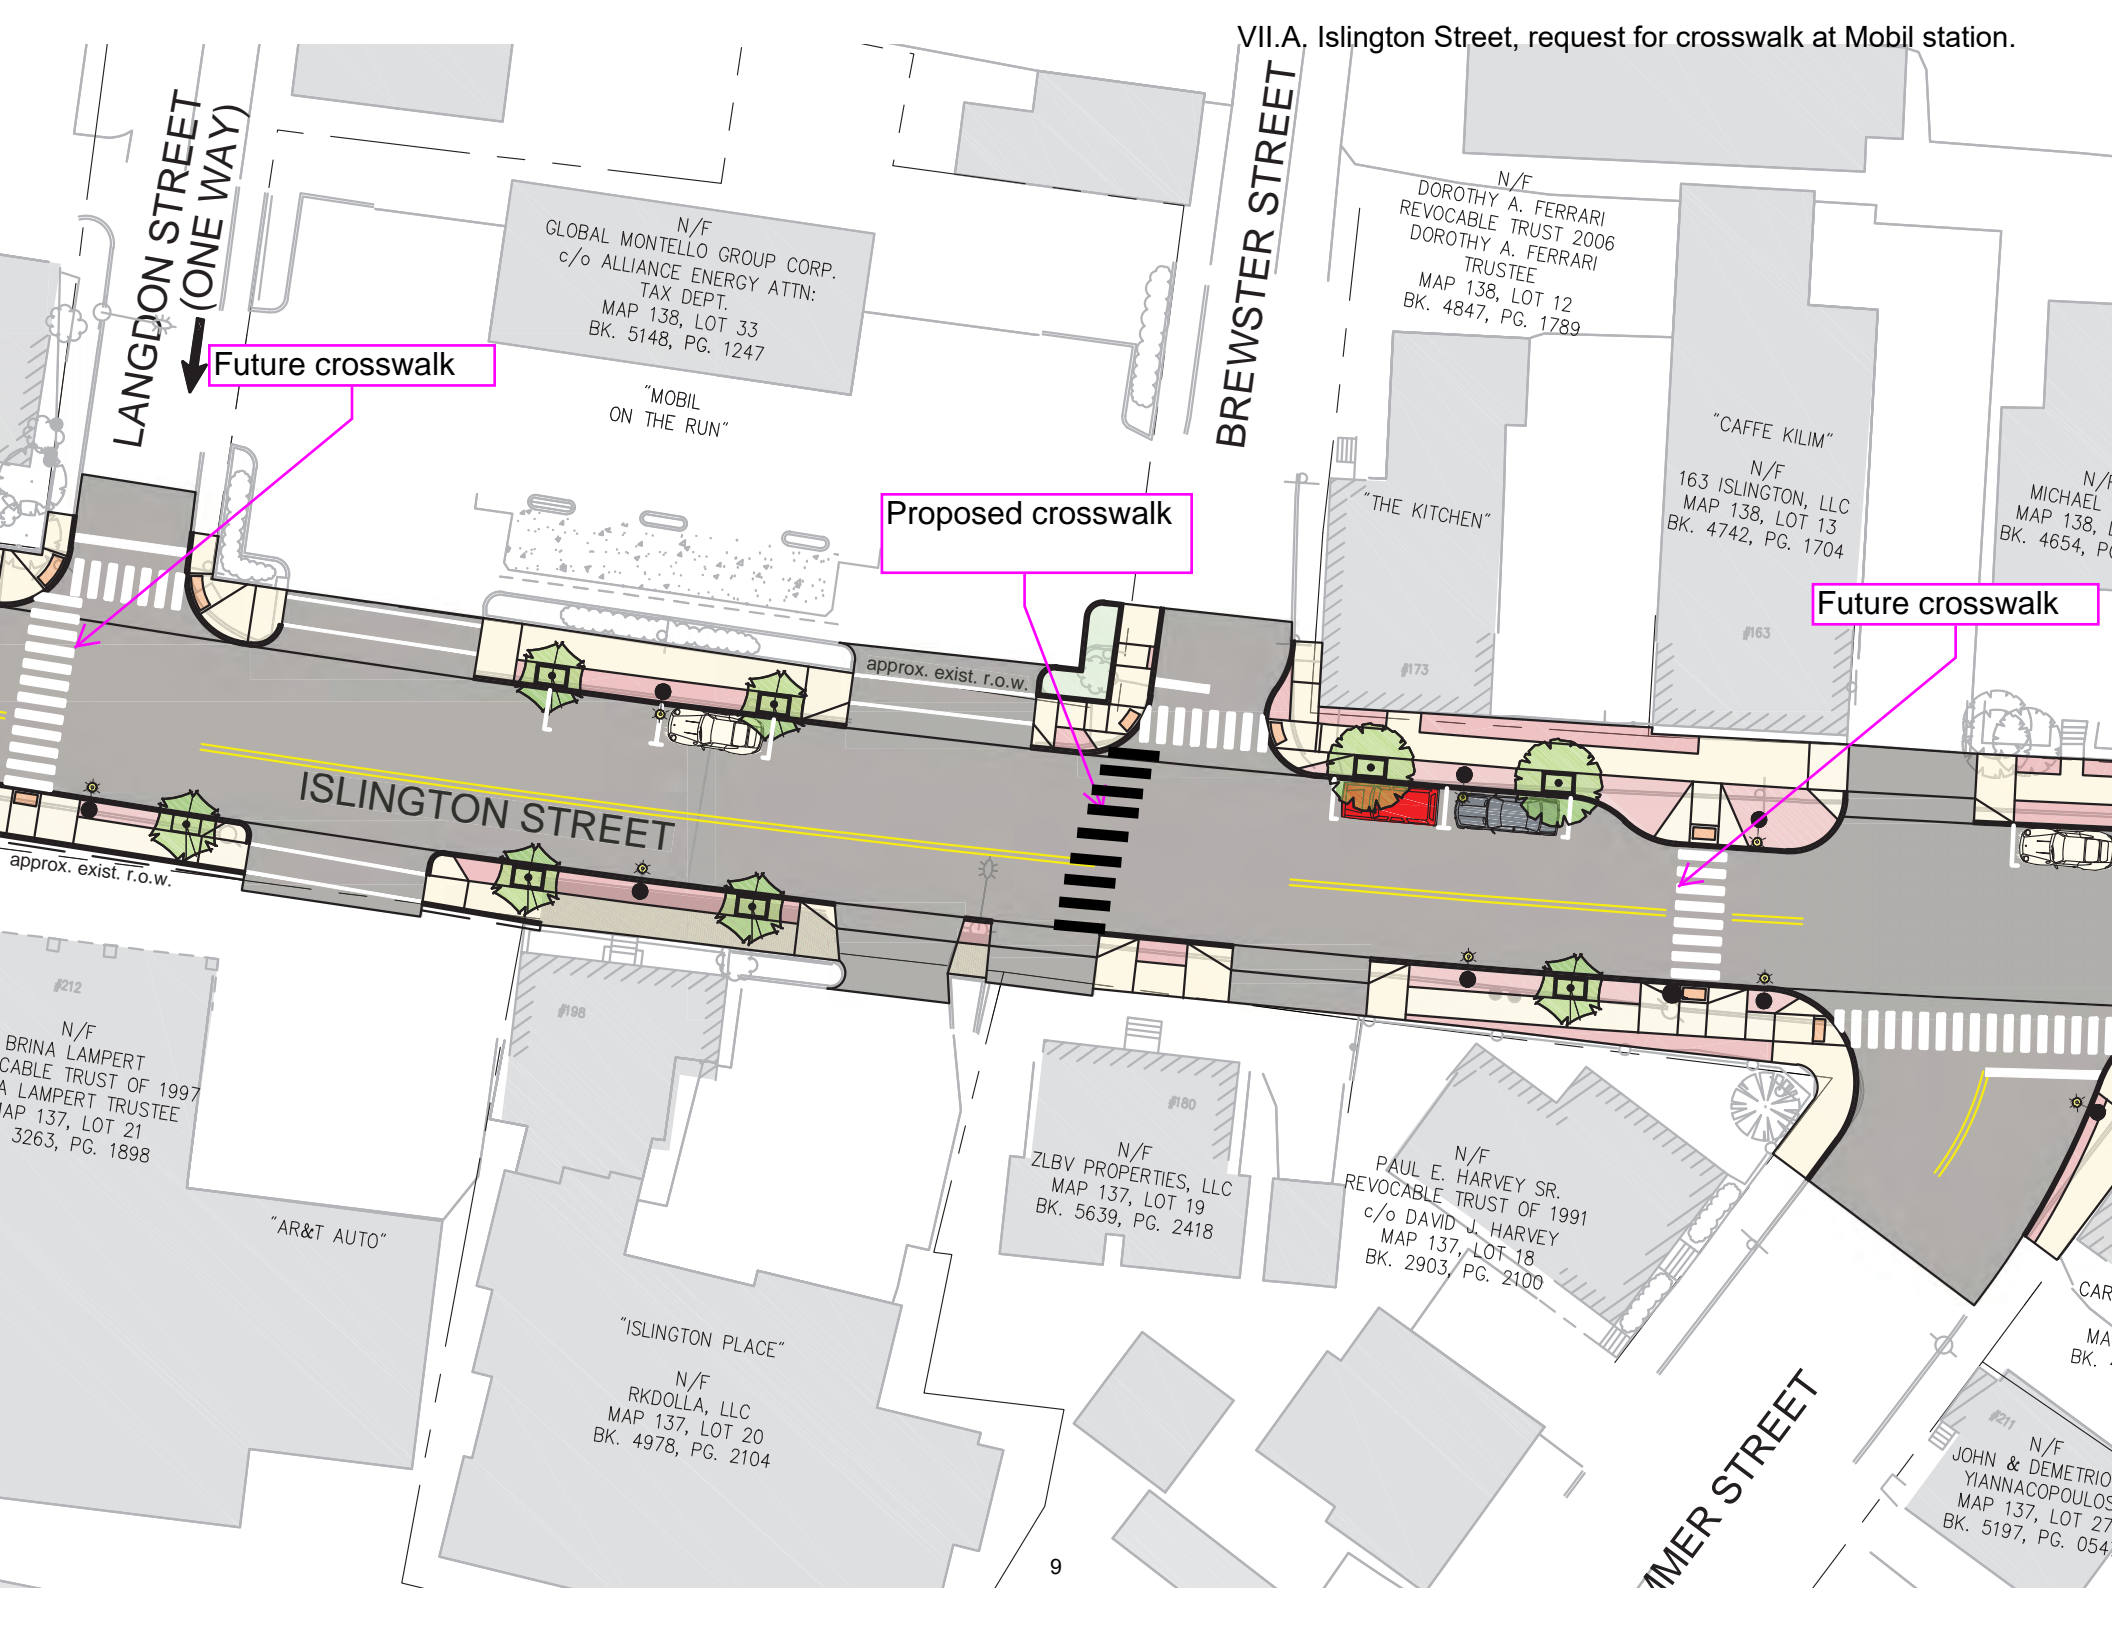 VII.A. Islington Street, request for crosswalk at Mobil station.
LANGDON STREET
(ONE WAY)
Future crosswalk
N/F
GLOBAL MONTELLO GROUP CORP.
c/o ALLIANCE ENERGY ATTN:
TAX DEPT.
MAP 138, LOT 33
BK. 5148, PG. 1247
"MOBIL
ON THE RUN"
BREWSTER STREET
N/F
DOROTHY A. FERRARI
REVOCABLE TRUST 2006
DOROTHY A. FERRARI
TRUSTEE
MAP 138, LOT 12
BK. 4847, PG. 1789
"THE KITCHEN"
#173
"CAFFE KILIM"
N/F
163 ISLINGTON, LLC
MAP 138, LOT 13
BK. 4742, PG. 1704
#163
N/F
MICHAEL
MAP 138,
BK. 4654,
Proposed crosswalk
Future crosswalk
approx. exist. r.o.w.
ISLINGTON STREET
approx. exist. r.o.w.
#212
N/F
BRINA LAMPERT
CABLE TRUST OF 1997
A LAMPERT TRUSTEE
MAP 137, LOT 21
3263, PG. 1898
"AR&T AUTO"
#198
"ISLINGTON PLACE"
N/F
RKDOLLA, LLC
MAP 137, LOT 20
BK. 4978, PG. 2104
#180
N/F
ZLBV PROPERTIES, LLC
MAP 137, LOT 19
BK. 5639, PG. 2418
N/F
PAUL E. HARVEY SR.
REVOCABLE TRUST OF 1991
c/o DAVID J. HARVEY
MAP 137, LOT 18
BK. 2903, PG. 2100
MMER STREET
CAR
MA
BK.
#211
N/F
JOHN & DEMETRIO
YIANNACOPOULOS
MAP 137, LOT 27
BK. 5197, PG. 054
9